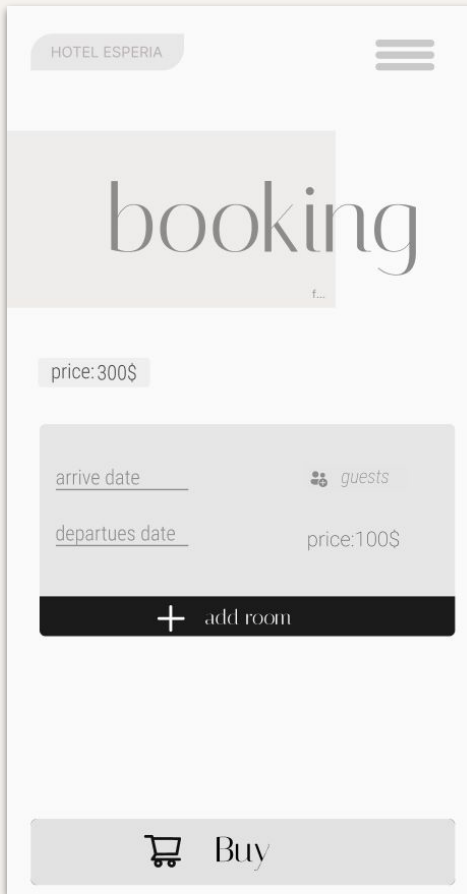 HOTEL ESPERIA
booking
f...
price: 300$
arrive date
guests
departues date
price:100$
add room
Buy